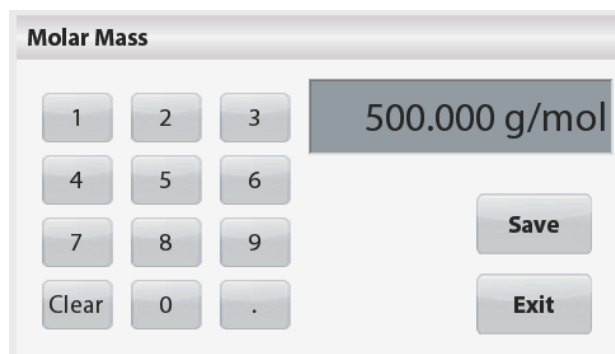 Molar Mass
1 2 3
500.000 g/mol
4 5 6
Save
7 8 9
Clear 0 .
Exit